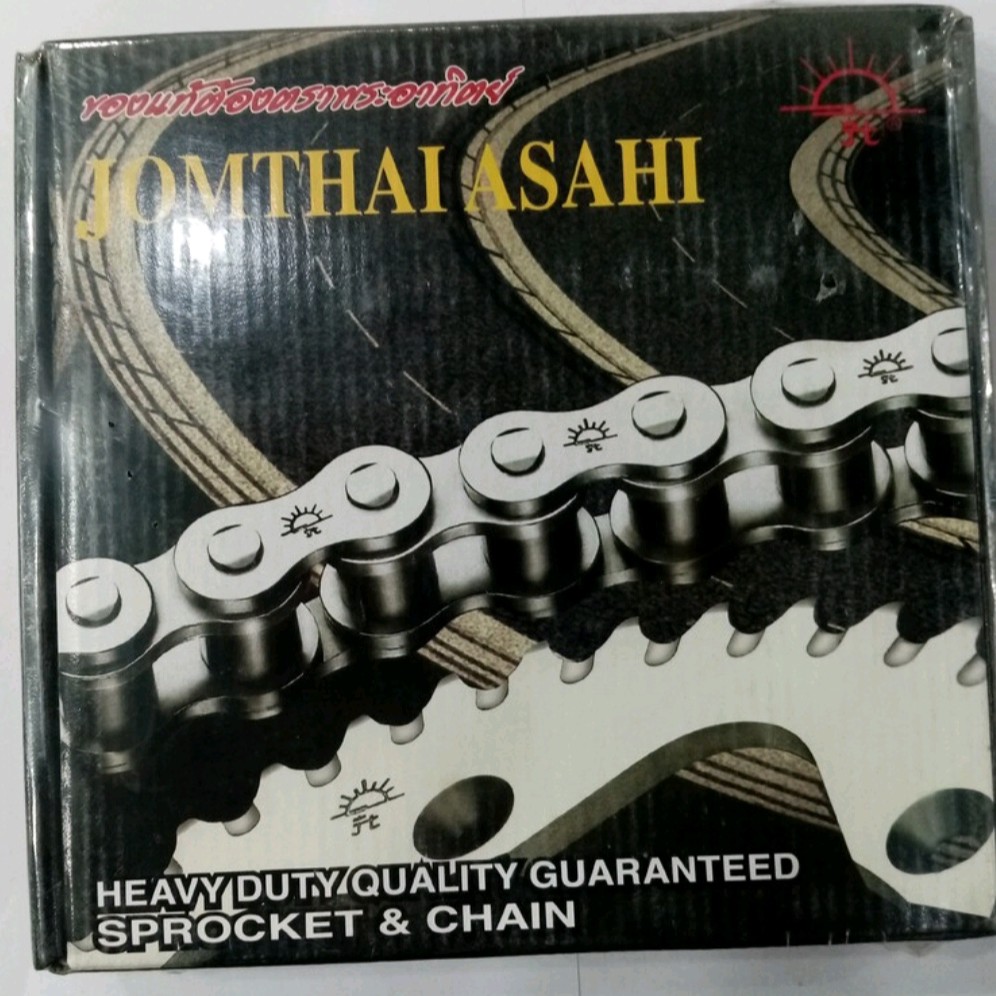 ของแท้ต้องตราพระอาทิตย์
JOMTHAI ASAHI
HEAVY DUTY QUALITY GUARANTEED
SPROCKET & CHAIN